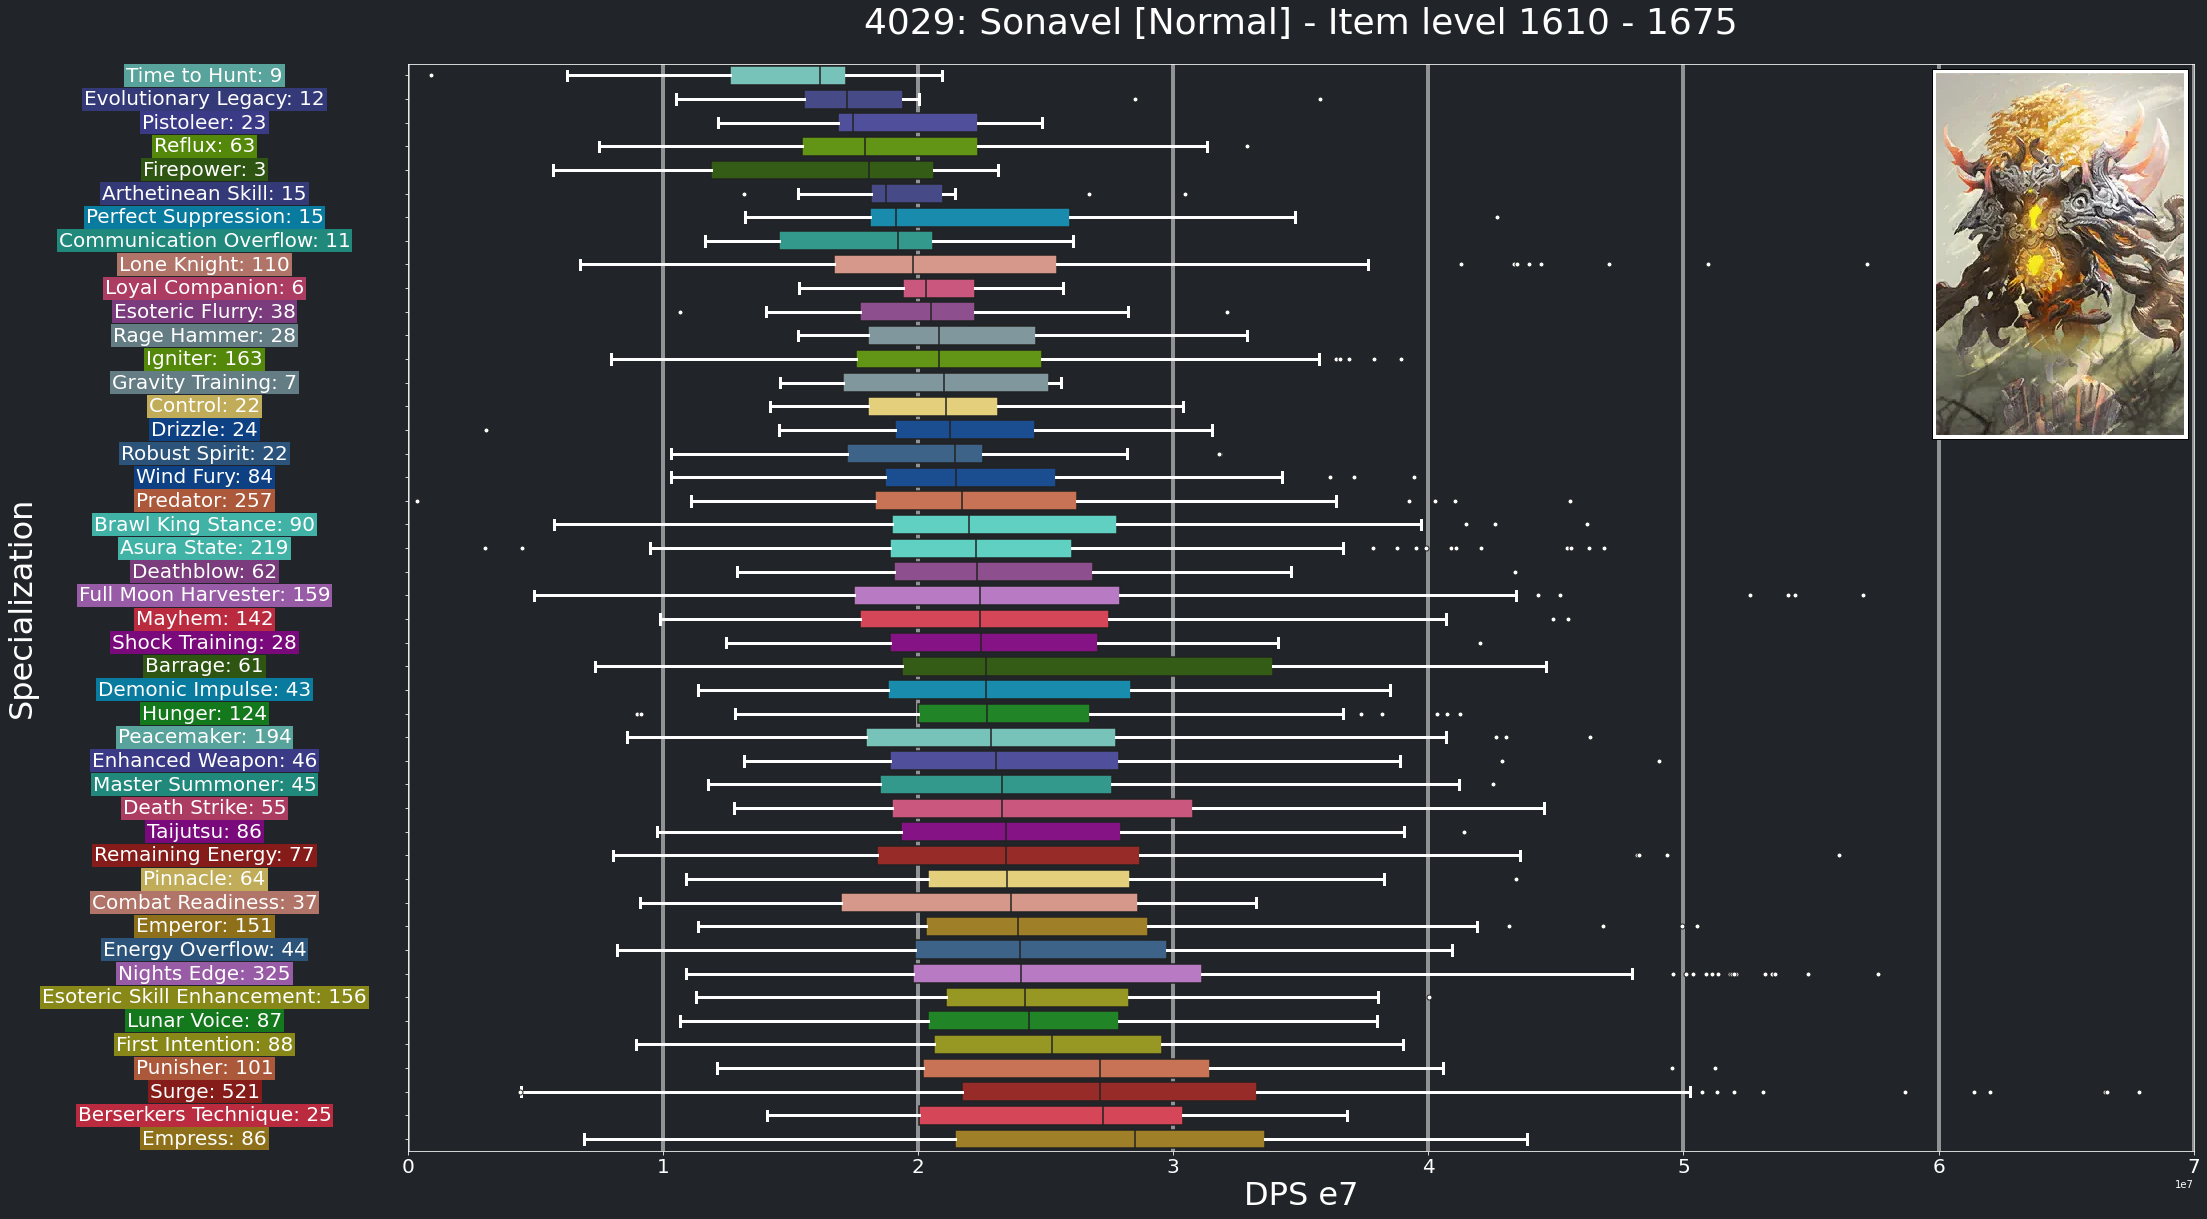 4029: Sonavel [Normal] - Item level 1610 - 1675
Specialization
Time to Hunt: 9
Evolutionary Legacy: 12
Pistoleer: 23
Reflux: 63
Firepower: 3
Arthetinean Skill: 15
Perfect Suppression: 15
Communication Overflow: 11
Lone Knight: 110
Loyal Companion: 6
Esoteric Flurry: 38
Rage Hammer: 28
Igniter: 163
Gravity Training: 7
Control: 22
Drizzle: 24
Robust Spirit: 22
Wind Fury: 84
Predator: 257
Brawl King Stance: 90
Asura State: 219
Deathblow: 62
Full Moon Harvester: 159
Mayhem: 142
Shock Training: 28
Barrage: 61
Demonic Impulse: 43
Hunger: 124
Peacemaker: 194
Enhanced Weapon: 46
Master Summoner: 45
Death Strike: 55
Taijutsu: 86
Remaining Energy: 77
Pinnacle: 64
Combat Readiness: 37
Emperor: 151
Energy Overflow: 44
Nights Edge: 325
Esoteric Skill Enhancement: 156
Lunar Voice: 87
First Intention: 88
Punisher: 101
Surge: 521
Berserkers Technique: 25
Empress: 86
0 1 2 3 4 5 6 7
DPS e7
1e7